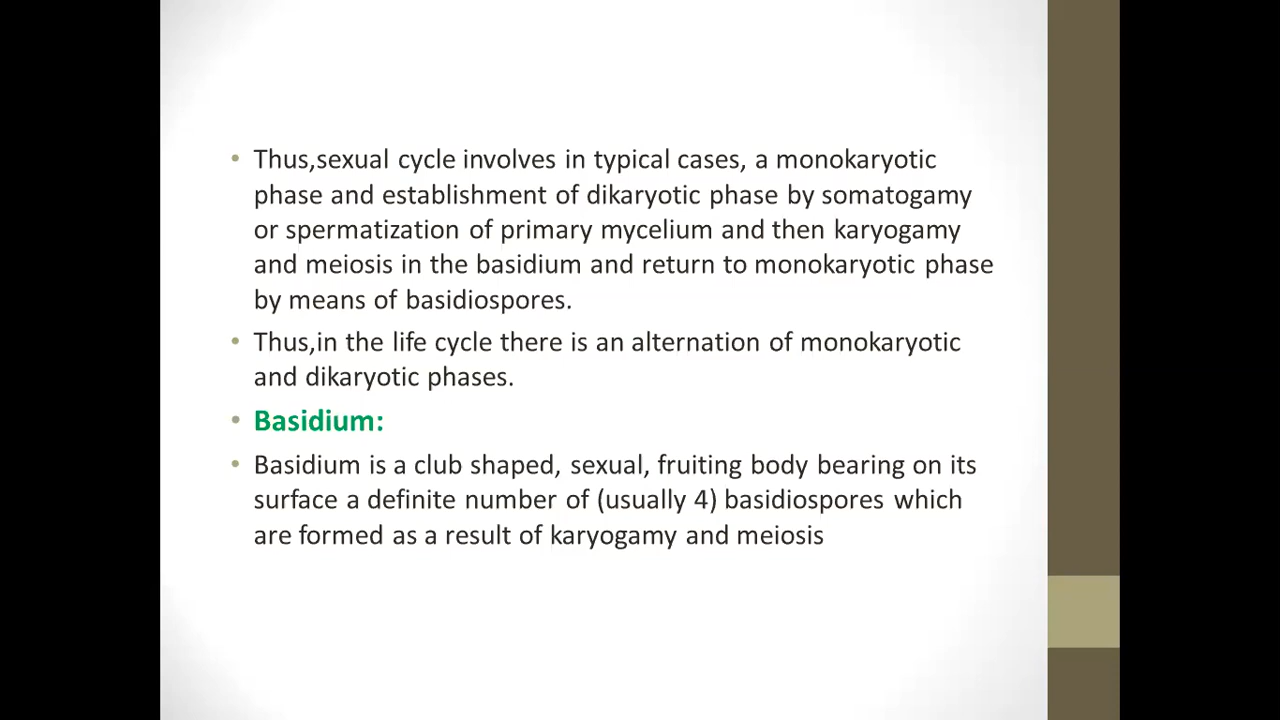 • Thus,sexual cycle involves in typical cases, a monokaryotic
phase and establishment of dikaryotic phase by somatogamy
or spermatization of primary mycelium and then karyogamy
and meiosis in the basidium and return to monokaryotic phase
by means of basidiospores.
• Thus,in the life cycle there is an alternation of monokaryotic
and dikaryotic phases.
• Basidium:
• Basidium is a club shaped, sexual, fruiting body bearing on its
surface a definite number of (usually 4) basidiospores which
are formed as a result of karyogamy and meiosis